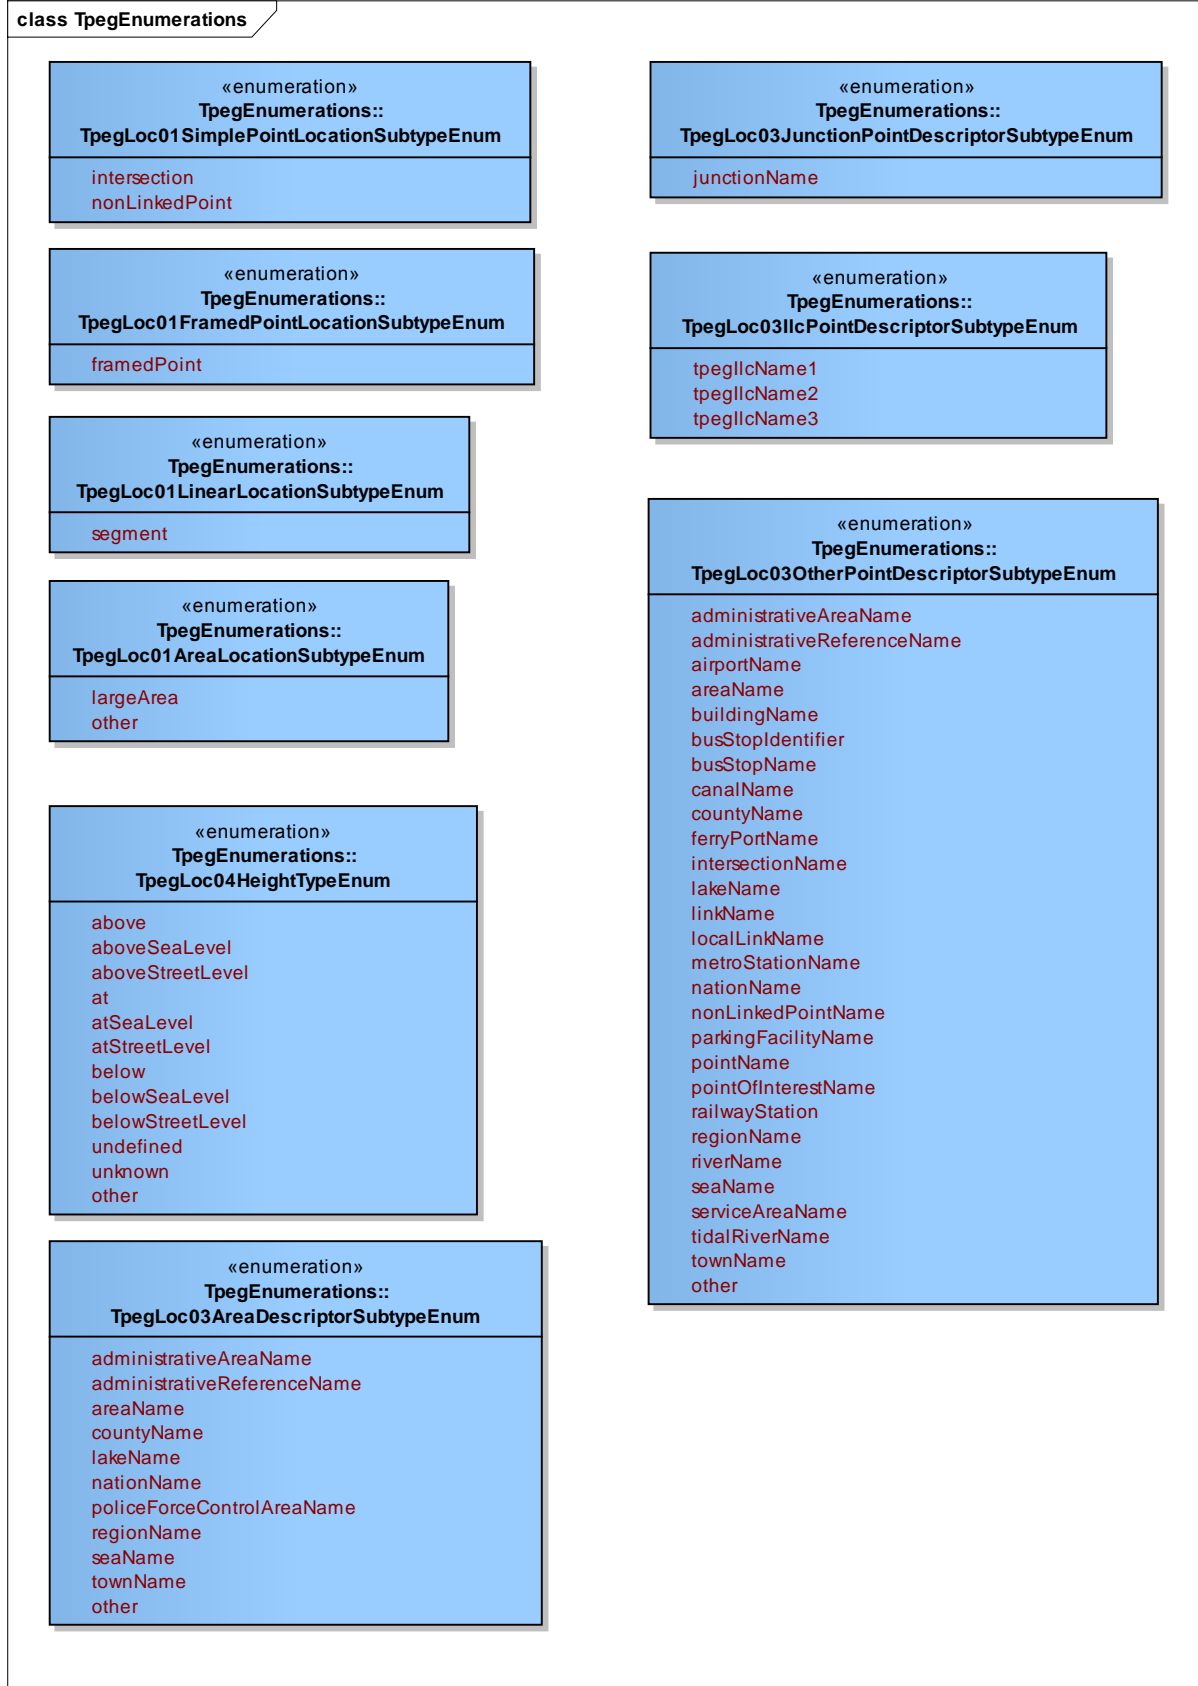 class TpegEnumerations
«enumeration»
TpegEnumerations::
TpegLoc01SimplePointLocationSubtypeEnum
intersection
nonLinkedPoint
«enumeration»
TpegEnumerations::
TpegLoc01FramedPointLocationSubtypeEnum
framedPoint
«enumeration»
TpegEnumerations::
TpegLoc01LinearLocationSubtypeEnum
segment
«enumeration»
TpegEnumerations::
TpegLoc01AreaLocationSubtypeEnum
largeArea
other
«enumeration»
TpegEnumerations::
TpegLoc04HeightTypeEnum
above
aboveSeaLevel
aboveStreetLevel
at
atSeaLevel
atStreetLevel
below
belowSeaLevel
belowStreetLevel
undefined
unknown
other
«enumeration»
TpegEnumerations::
TpegLoc03AreaDescriptorSubtypeEnum
administrativeAreaName
administrativeReferenceName
areaName
countyName
lakeName
nationName
policeForceControlAreaName
regionName
seaName
townName
other
«enumeration»
TpegEnumerations::
TpegLoc03JunctionPointDescriptorSubtypeEnum
junctionName
«enumeration»
TpegEnumerations::
TpegLoc03IlcPointDescriptorSubtypeEnum
tpegIlcName1
tpegIlcName2
tpegIlcName3
«enumeration»
TpegEnumerations::
TpegLoc03OtherPointDescriptorSubtypeEnum
administrativeAreaName
administrativeReferenceName
airportName
areaName
buildingName
busStopIdentifier
busStopName
canalName
countyName
ferryPortName
intersectionName
lakeName
linkName
localLinkName
metroStationName
nationName
nonLinkedPointName
parkingFacilityName
pointName
pointOfInterestName
railwayStation
regionName
riverName
seaName
serviceAreaName
tidalRiverName
townName
other